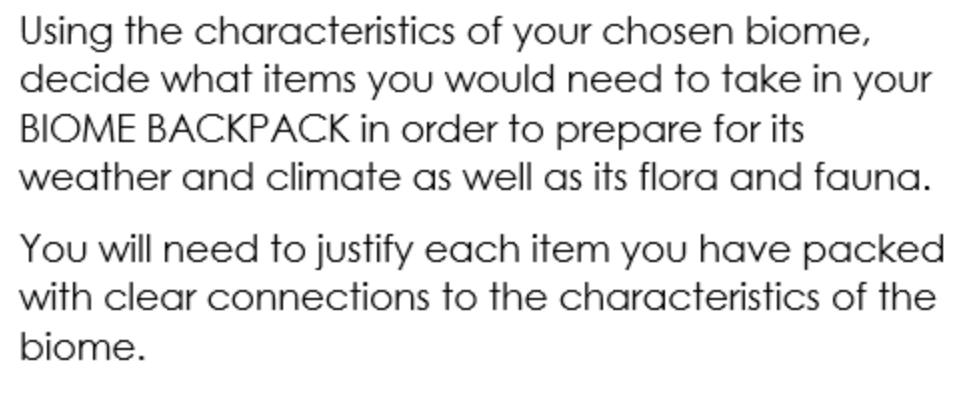 Using the characteristics of your chosen biome,
decide what items you would need to take in your
BIOME BACKPACK in order to prepare for its
weather and climate as well as its flora and fauna.
You will need to justify each item you have packed
with clear connections to the characteristics of the
biome.